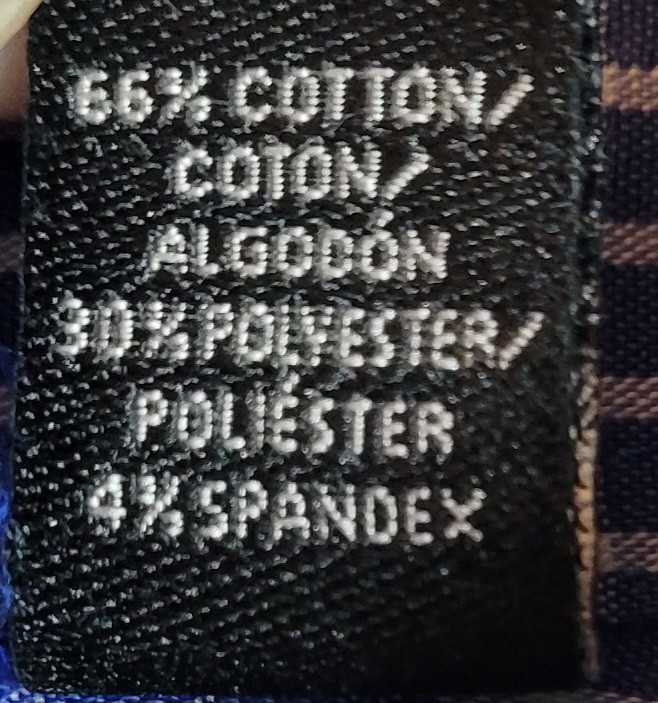 66% COTTON/
COTON/
ALGODÓN
30% POLYESTER/
POLIÉSTER
4% SPANDEX